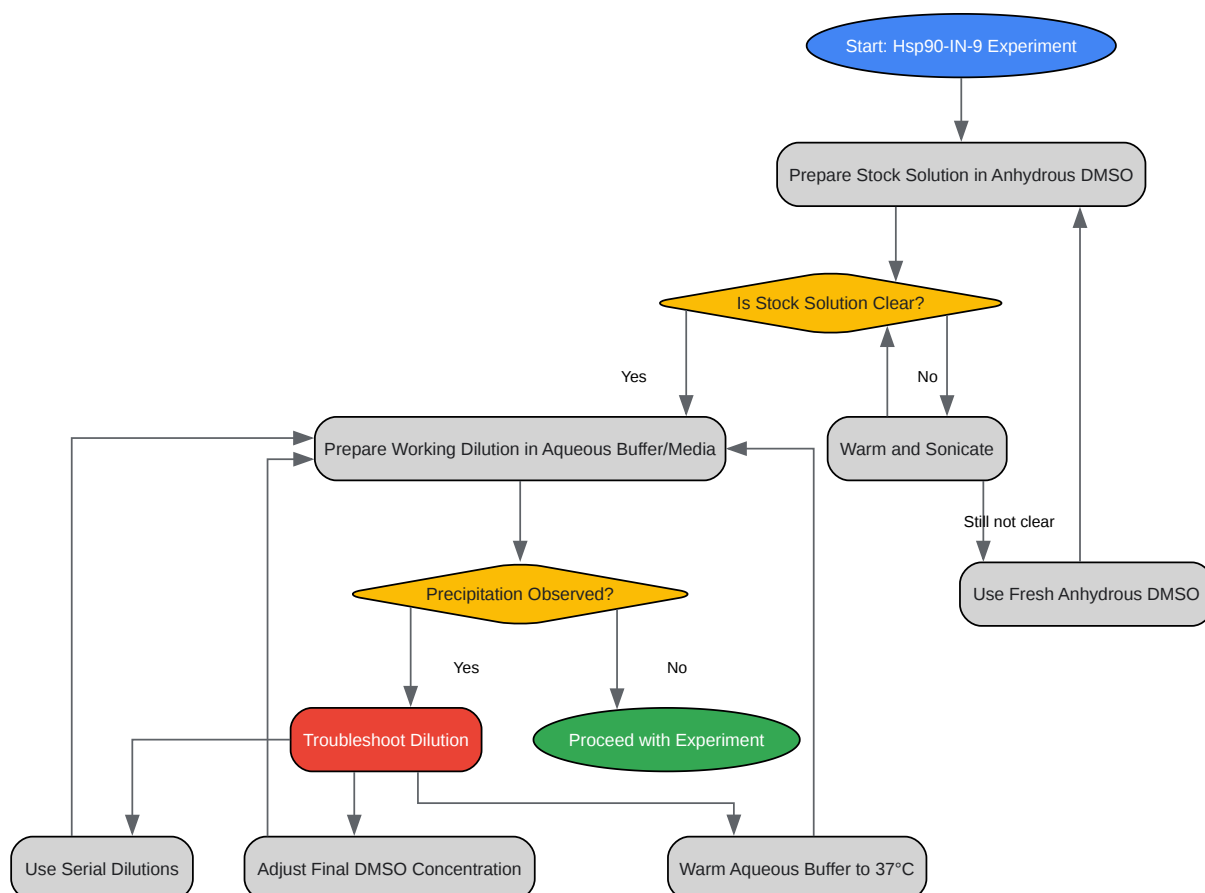 Start: Hsp90-IN-9 Experiment
Prepare Stock Solution in Anhydrous DMSO
Is Stock Solution Clear?
Yes
No
Prepare Working Dilution in Aqueous Buffer/Media
Warm and Sonicate
Still not clear
Precipitation Observed?
Use Fresh Anhydrous DMSO
Yes
No
Troubleshoot Dilution
Proceed with Experiment
Use Serial Dilutions
Adjust Final DMSO Concentration
Warm Aqueous Buffer to 37°C